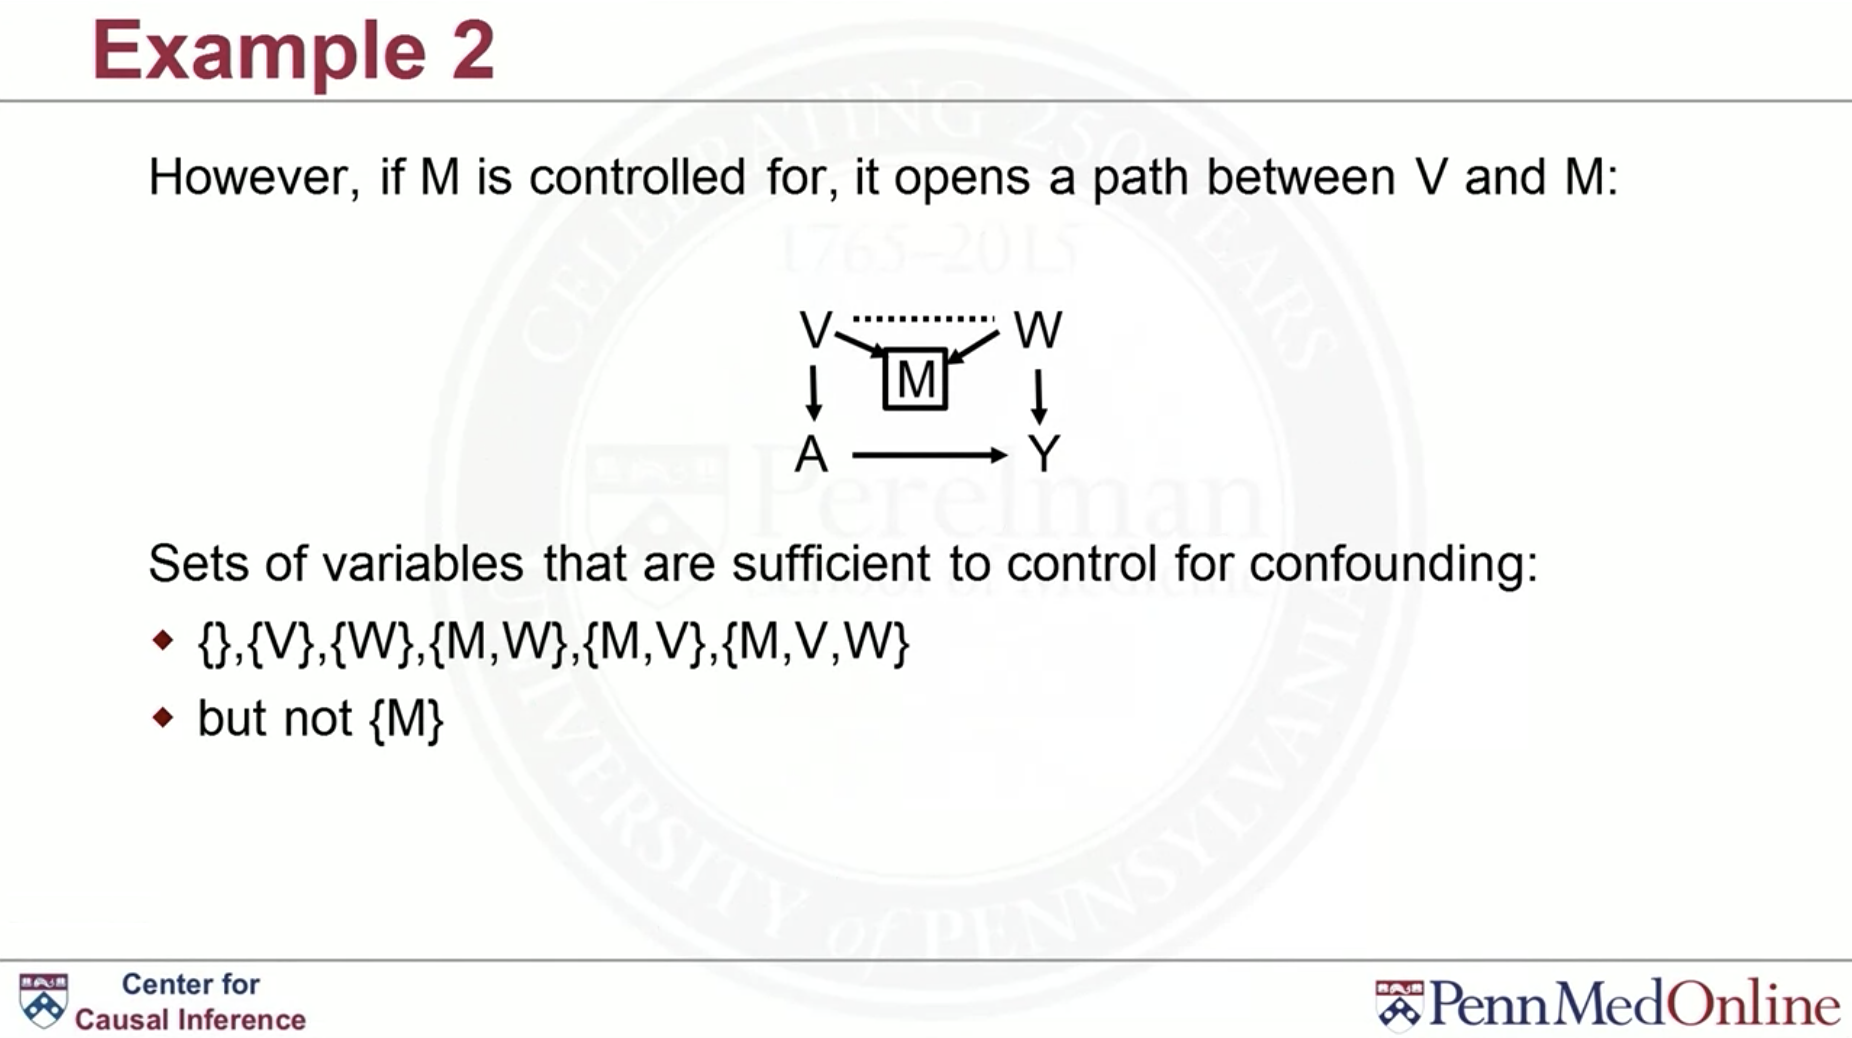 Example 2
However, if M is controlled for, it opens a path between V and M:
V W
M
A Y
Sets of variables that are sufficient to control for confounding:
{},{V},{W},{M,W},{M,V},{M,V,W}
but not {M}
CELEBRATING 250 YEARS
1765–2015
Perelman
School of Medicine
UNIVERSITY of PENNSYLVANIA
Center for
Causal Inference
PennMedOnline